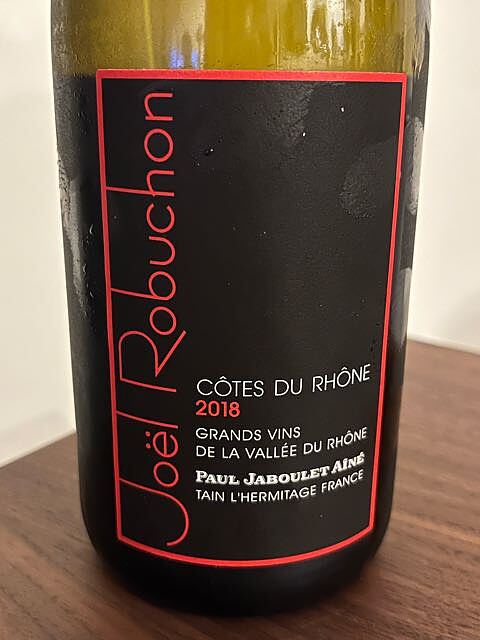 Joël Robuchon
CÔTES DU RHÔNE
2018
GRANDS VINS
DE LA VALLÉE DU RHÔNE
PAUL JABOULET AÎNÉ
TAIN L'HERMITAGE FRANCE